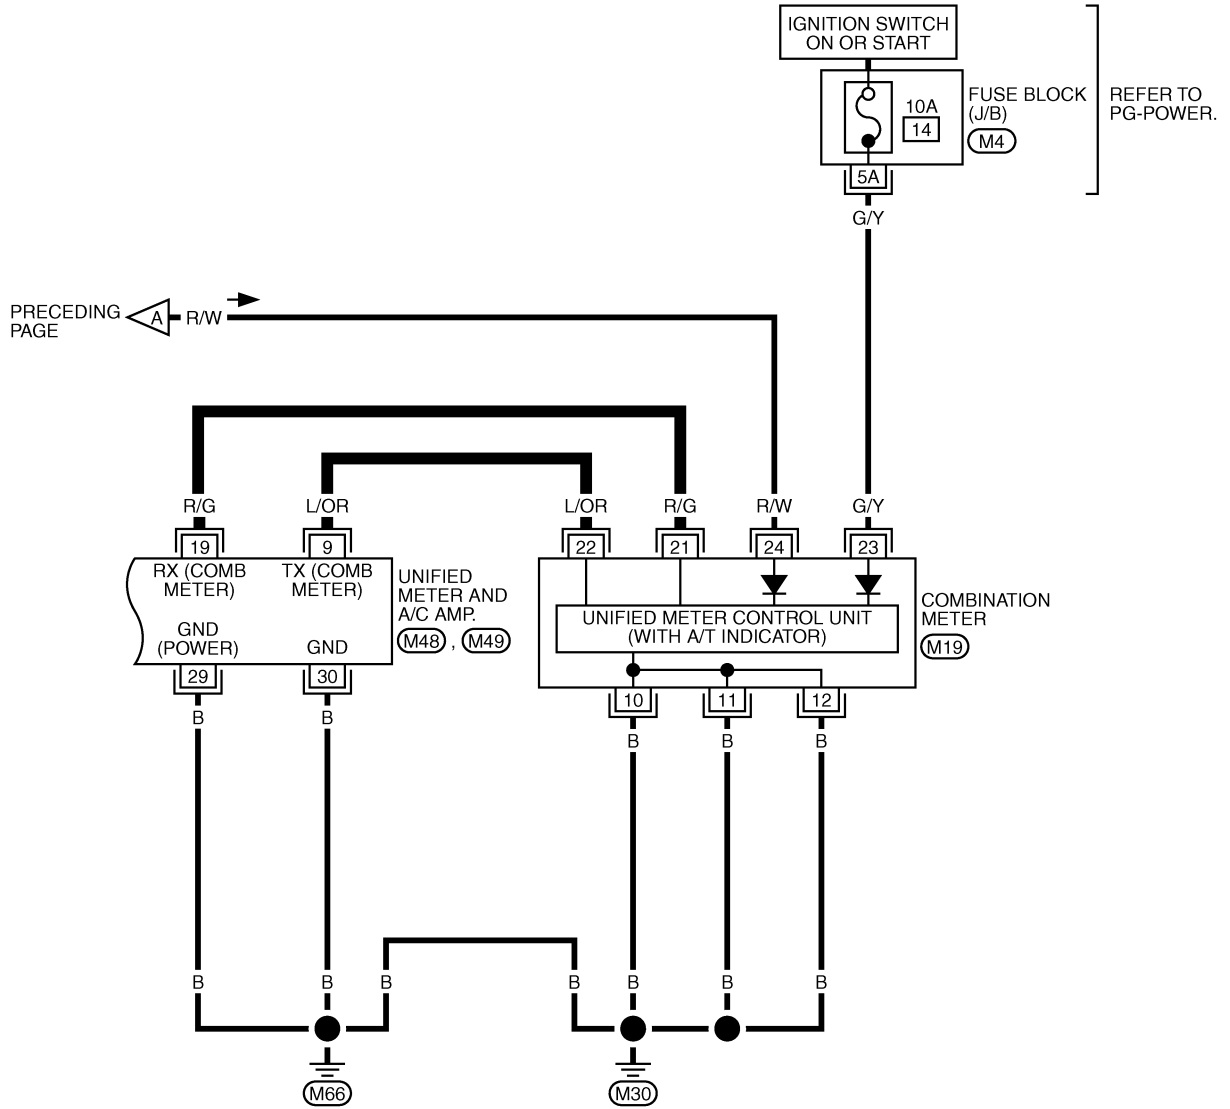 IGNITION SWITCH
ON OR START
10A
14
FUSE BLOCK
(J/B)
M4
REFER TO
PG-POWER.
5A
G/Y
PRECEDING
PAGE
A
R/W
R/G
L/OR
L/OR
R/G
R/W
G/Y
19
9
22
21
24
23
RX (COMB
METER)
TX (COMB
METER)
GND
(POWER)
GND
UNIFIED
METER AND
A/C AMP.
M48 , M49
UNIFIED METER CONTROL UNIT
(WITH A/T INDICATOR)
COMBINATION
METER
M19
29
30
10
11
12
B
B
B
B
B
B
B
B
B
B
B
B
M66
M30